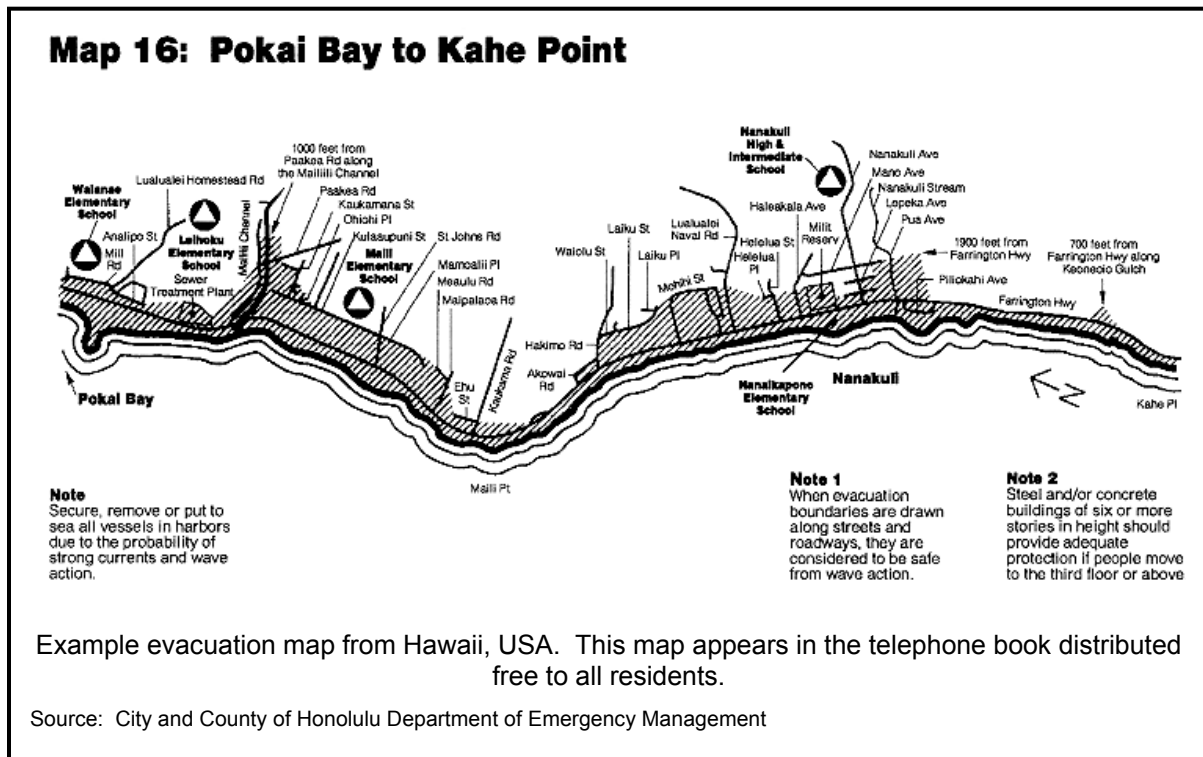 Map 16: Pokai Bay to Kahe Point
1000 feet from
Paakea Rd along
the Mailiili Channel
Paakea Rd
Kaukamana St
Ohiohi Pl
Kulaaupuni St
St Johns Rd
Lualualei Homestead Rd
Waianae
Elementary
School
Analipo St
Mill
Rd
Leihoku
Elementary
School
Sewer
Treatment Plant
Mailii Channel
Maili
Elementary
School
Mamoalii Pl
Meaulu Rd
Maipalaoa Rd
Ehu
St
Kaukama Rd
Waiolu St
Laiku St
Laiku Pl
Mohihi St
Lualualei
Naval Rd
Hakimo Rd
Akowai
Rd
Helelua St
Helelua
Pl
Haleakala Ave
Milit
Reserv
Nanakuli
High &
Intermediate
School
Nanakuli Ave
Mano Ave
Nanakuli Stream
Lepeka Ave
Pua Ave
1900 feet from
Farrington Hwy
700 feet from
Farrington Hwy along
Keoneoio Gulch
Piliokahi Ave
Farrington Hwy
Nanaikapono
Elementary
School
Nanakuli
Pokai Bay
Maili Pt
Kahe Pt
Note
Secure, remove or put to
sea all vessels in harbors
due to the probability of
strong currents and wave
action.
Note 1
When evacuation
boundaries are drawn
along streets and
roadways, they are
considered to be safe
from wave action.
Note 2
Steel and/or concrete
buildings of six or more
stories in height should
provide adequate
protection if people move
to the third floor or above
Example evacuation map from Hawaii, USA. This map appears in the telephone book distributed
free to all residents.
Source: City and County of Honolulu Department of Emergency Management